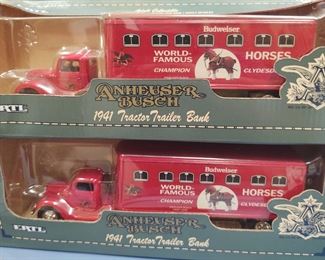 Budweiser
WORLD-FAMOUS HORSES
CHAMPION CLYDESD
ERTL
ANHEUSER BUSCH
1941 Tractor Trailer Bank
Budweiser
WORLD-FAMOUS HORSES
CHAMPION CLYDESD
ERTL
ANHEUSER BUSCH
1941 Tractor Trailer Bank